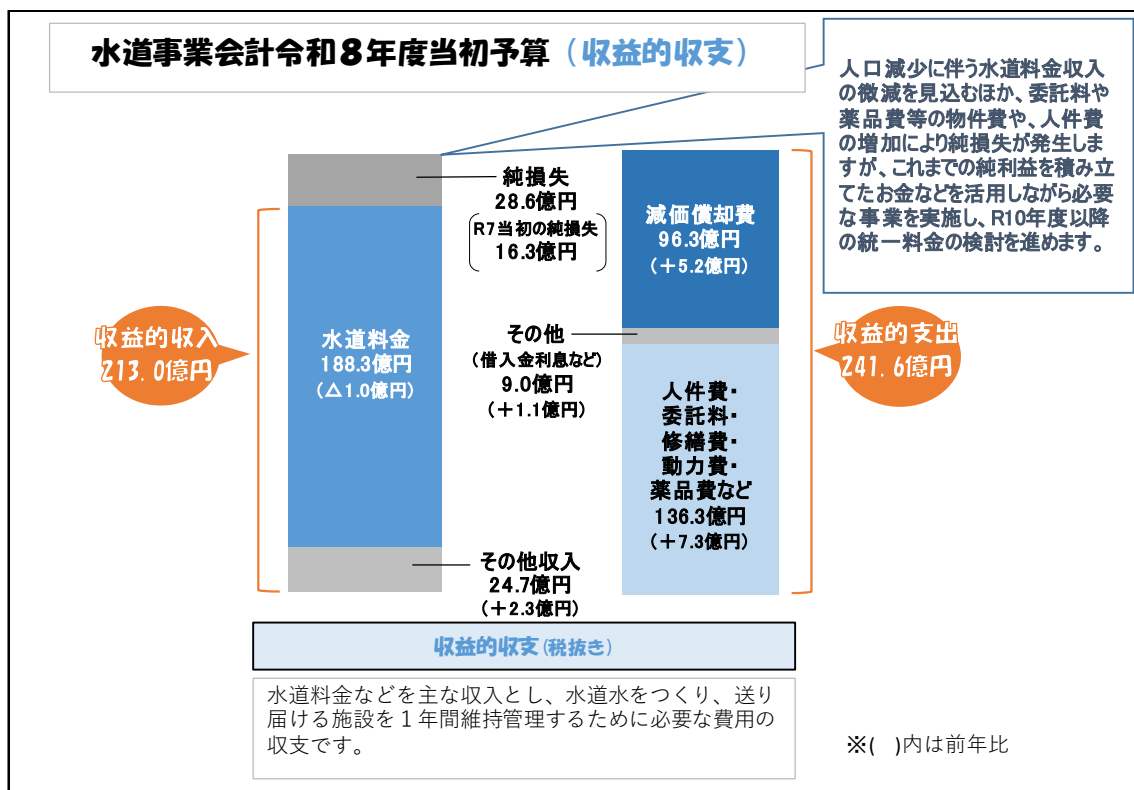 水道事業会計令和8年度当初予算（収益的収支）
人口減少に伴う水道料金収入
の微減を見込むほか、委託料や
薬品費等の物件費や、人件費
の増加により純損失が発生しま
すが、これまでの純利益を積み立
てたお金などを活用しながら必要
な事業を実施し、R10年度以降
の統一料金の検討を進めます。
純損失
28.6億円
R7当初の純損失
16.3億円
減価償却費
96.3億円
（＋5.2億円）
収益的収入
213.0億円
水道料金
188.3億円
（△1.0億円）
その他
（借入金利息など）
9.0億円
（＋1.1億円）
収益的支出
241.6億円
人件費・
委託料・
修繕費・
動力費・
薬品費など
136.3億円
（＋7.3億円）
その他収入
24.7億円
（＋2.3億円）
収益的収支（税抜き）
水道料金などを主な収入とし、水道水をつくり、送り
届ける施設を１年間維持管理するために必要な費用の
収支です。
※(　)内は前年比